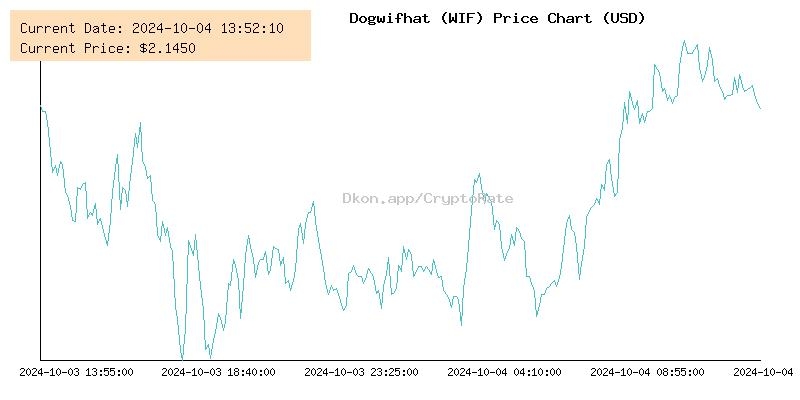 Dogwifhat (WIF) Price Chart (USD)
Current Date: 2024-10-04 13:52:10
Current Price: $2.1450
Dkon.app/CryptoRate
2024-10-03 13:55:00 2024-10-03 18:40:00 2024-10-03 23:25:00 2024-10-04 04:10:00 2024-10-04 08:55:00 2024-10-04